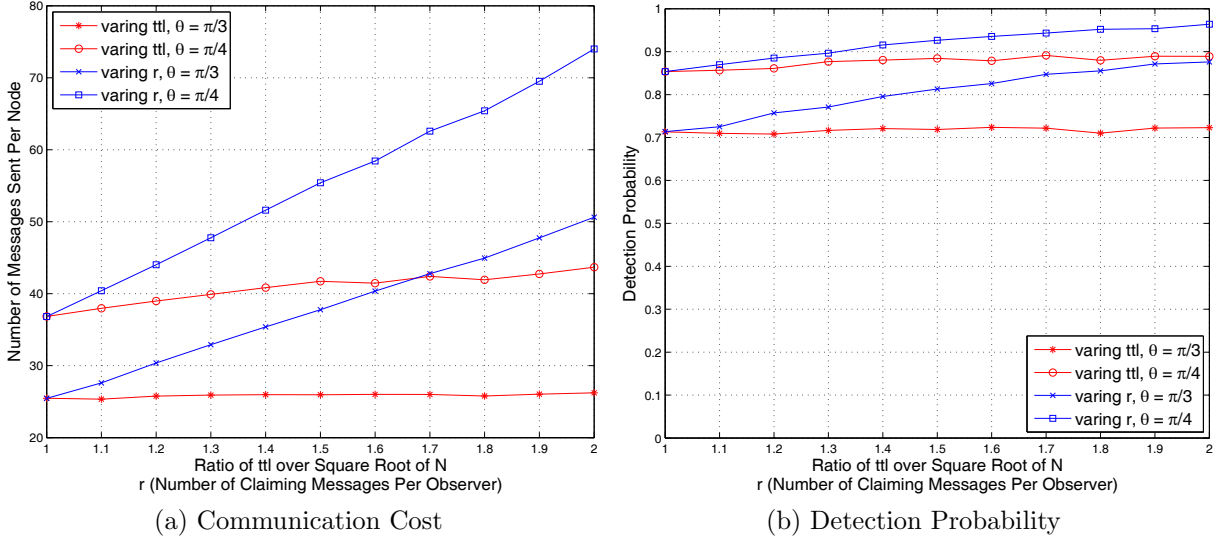 80
70
60
50
40
30
20
Number of Messages Sent Per Node
varing ttl, θ = π/3
varing ttl, θ = π/4
varing r, θ = π/3
varing r, θ = π/4
1 1.1 1.2 1.3 1.4 1.5 1.6 1.7 1.8 1.9 2
Ratio of ttl over Square Root of N
r (Number of Claiming Messages Per Observer)
(a) Communication Cost
1
0.9
0.8
0.7
0.6
0.5
0.4
0.3
0.2
0.1
0
Detection Probability
varing ttl, θ = π/3
varing ttl, θ = π/4
varing r, θ = π/3
varing r, θ = π/4
1 1.1 1.2 1.3 1.4 1.5 1.6 1.7 1.8 1.9 2
Ratio of ttl over Square Root of N
r (Number of Claiming Messages Per Observer)
(b) Detection Probability